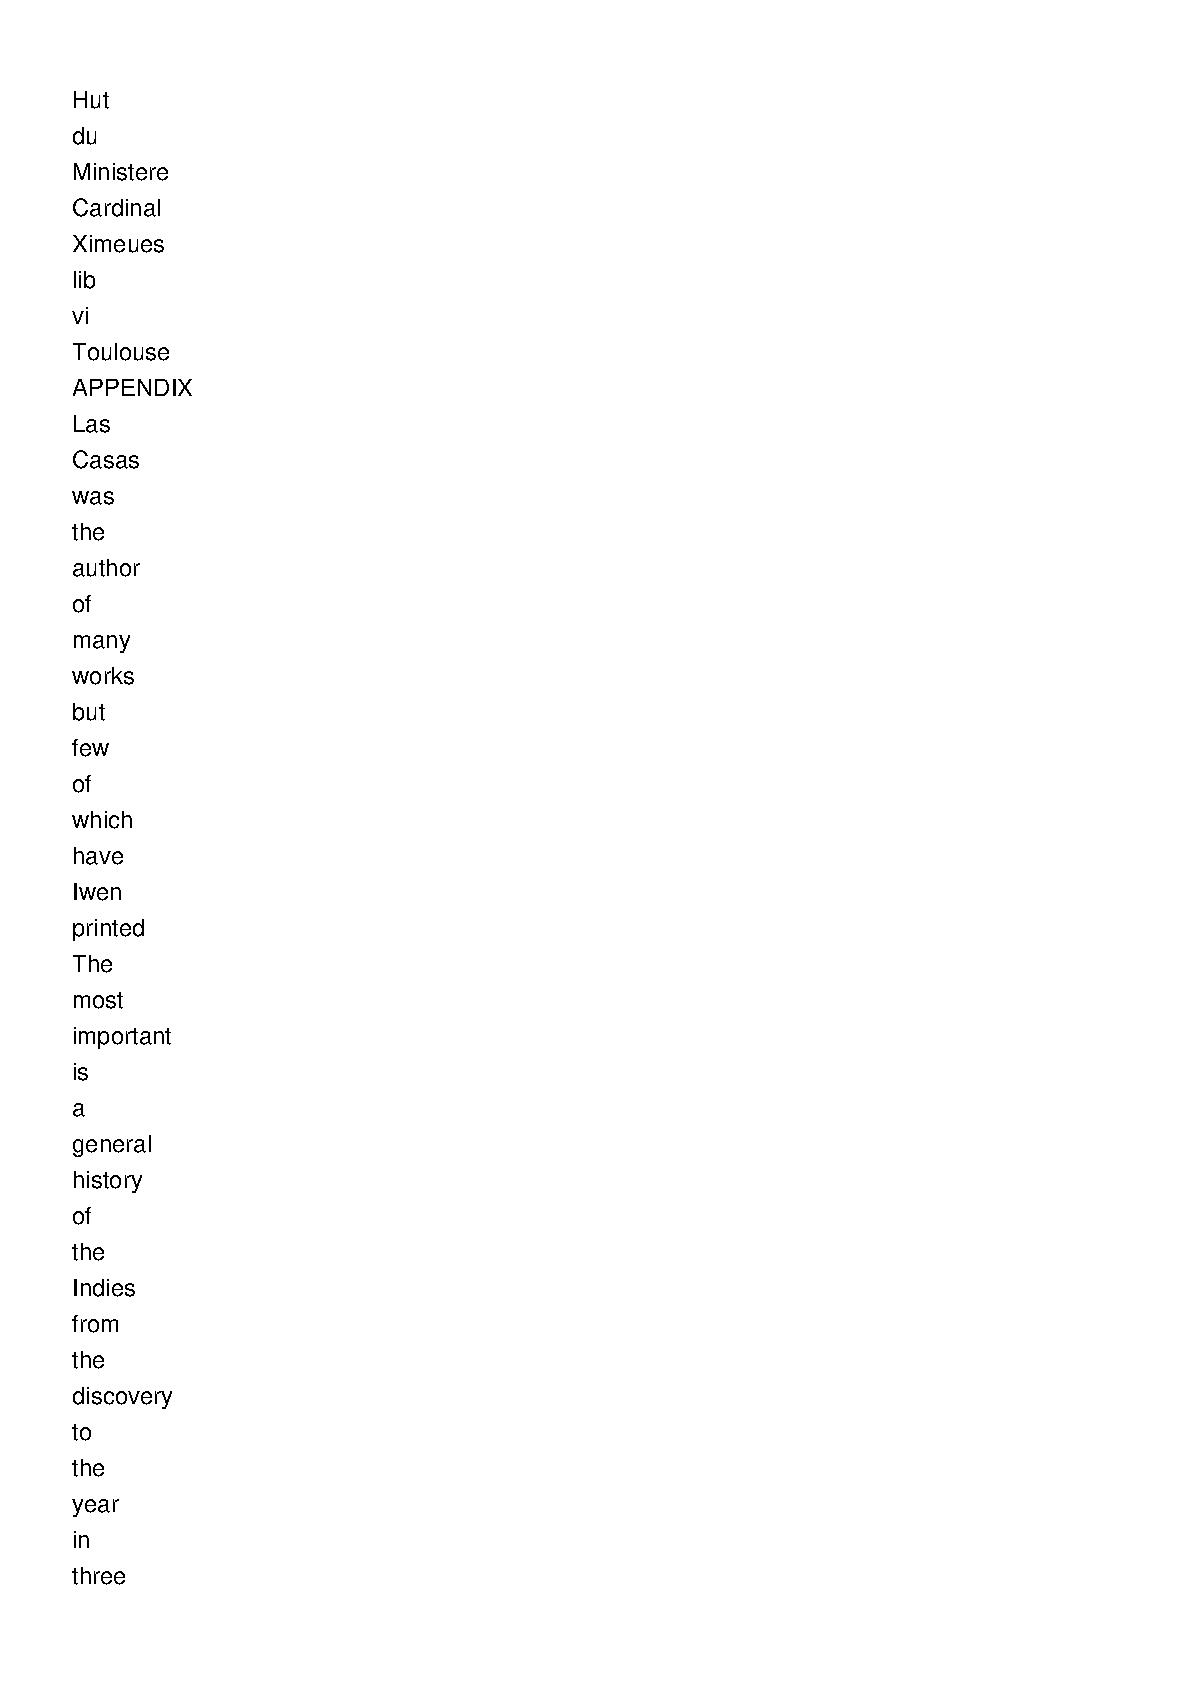 Hut
du
Ministere
Cardinal
Ximeues
lib
vi
Toulouse
APPENDIX
Las
Casas
was
the
author
of
many
works
but
few
of
which
have
Iwen
printed
The
most
important
is
a
general
history
of
the
Indies
from
the
discovery
to
the
year
in
three